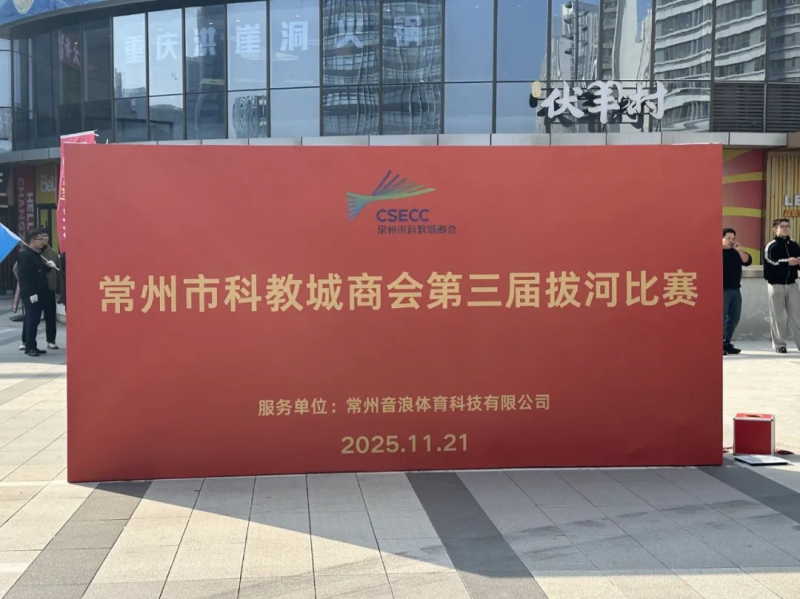 重庆洪崖洞火锅
伏羊村
CSECC
常州市科教城商会
常州市科教城商会第三届拔河比赛
服务单位：常州音浪体育科技有限公司
2025.11.21